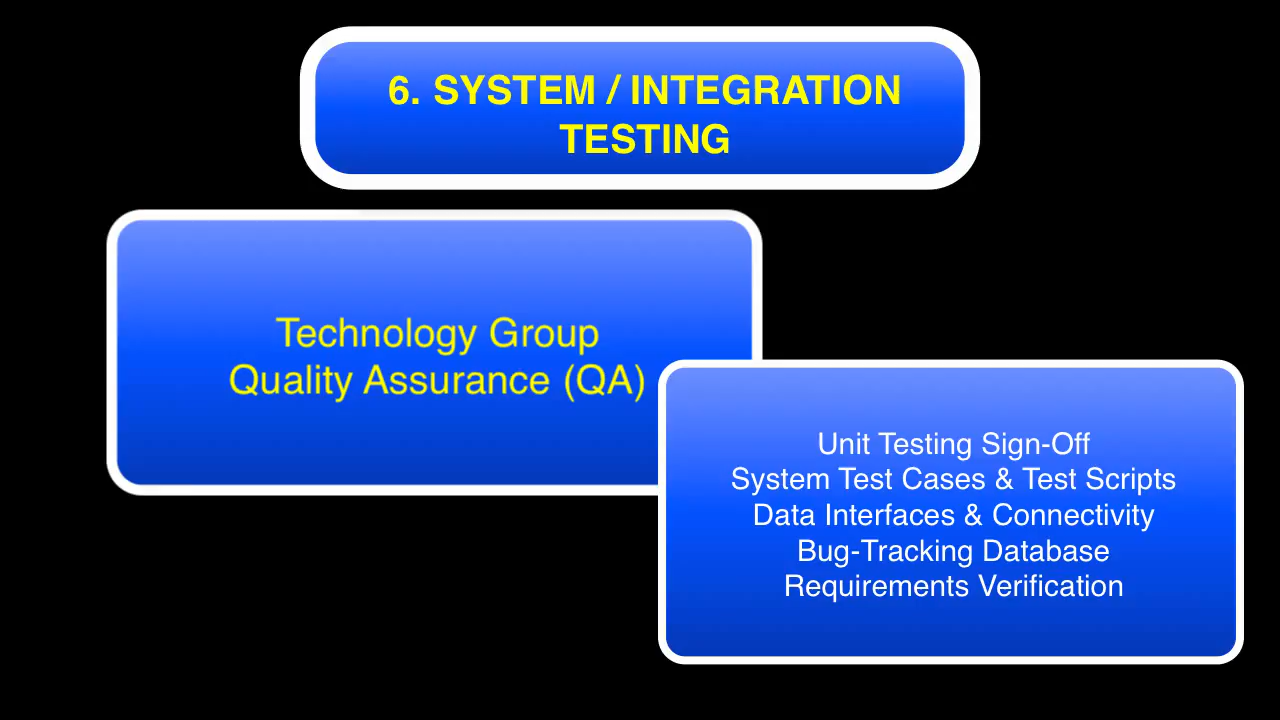 6. SYSTEM / INTEGRATION
TESTING
Technology Group
Quality Assurance (QA)
Unit Testing Sign-Off
System Test Cases & Test Scripts
Data Interfaces & Connectivity
Bug-Tracking Database
Requirements Verification